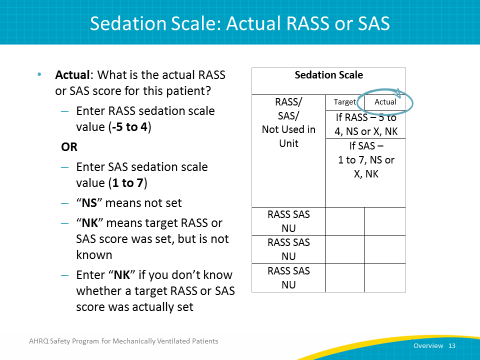 Sedation Scale: Actual RASS or SAS
• Actual: What is the actual RASS
or SAS score for this patient?
– Enter RASS sedation scale
value (-5 to 4)
OR
– Enter SAS sedation scale
value (1 to 7)
– “NS” means not set
– “NK” means target RASS or
SAS score was set, but is not
known
– Enter “NK” if you don’t know
whether a target RASS or SAS
score was actually set
Sedation Scale
RASS/
SAS/
Not Used in
Unit
Target
Actual
If RASS – 5 to
4, NS or X, NK
If SAS –
1 to 7, NS or
X, NK
RASS SAS
NU
RASS SAS
NU
RASS SAS
NU
AHRQ Safety Program for Mechanically Ventilated Patients
Overview 13